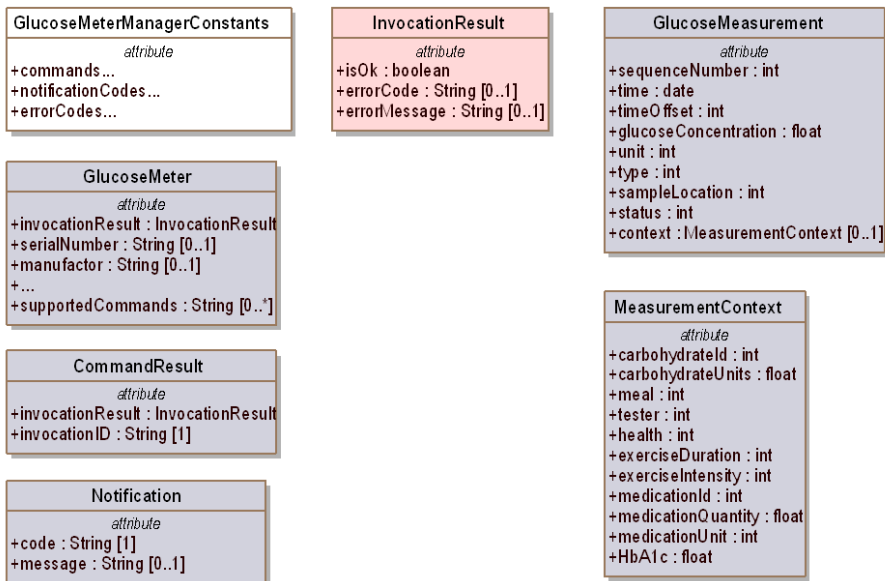 GlucoseMeterManagerConstants
attribute
+commands...
+notificationCodes...
+errorCodes...
InvocationResult
attribute
+isOk : boolean
+errorCode : String [0..1]
+errorMessage : String [0..1]
GlucoseMeasurement
attribute
+sequenceNumber : int
+time : date
+timeOffset : int
+glucoseConcentration : float
+unit : int
+type : int
+sampleLocation : int
+status : int
+context : MeasurementContext [0..1]
GlucoseMeter
attribute
+invocationResult : InvocationResult
+serialNumber : String [0..1]
+manufactor : String [0..1]
+...
+supportedCommands : String [0..*]
MeasurementContext
attribute
+carbohydrateId : int
+carbohydrateUnits : float
+meal : int
+tester : int
+health : int
+exerciseDuration : int
+exerciseIntensity : int
+medicationId : int
+medicationQuantity : float
+medicationUnit : int
+HbA1c : float
CommandResult
attribute
+invocationResult : InvocationResult
+invocationID : String [1]
Notification
attribute
+code : String [1]
+message : String [0..1]